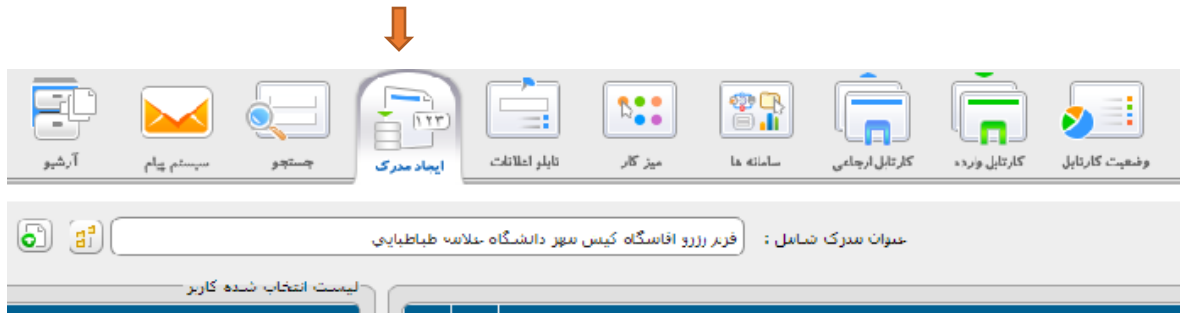 وضعیت کارتابل کارتابل وارده کارتابل ارجاعی سامانه ها میز کار تابلو اعلانات ایجاد مدرک جستجو سیستم پیام آرشیو
۱۲۳
عنوان مدرک شامل : فرم رزرو اقامتگاه کیش مهر دانشگاه علامه طباطبایی
لیست انتخاب شده کاربر